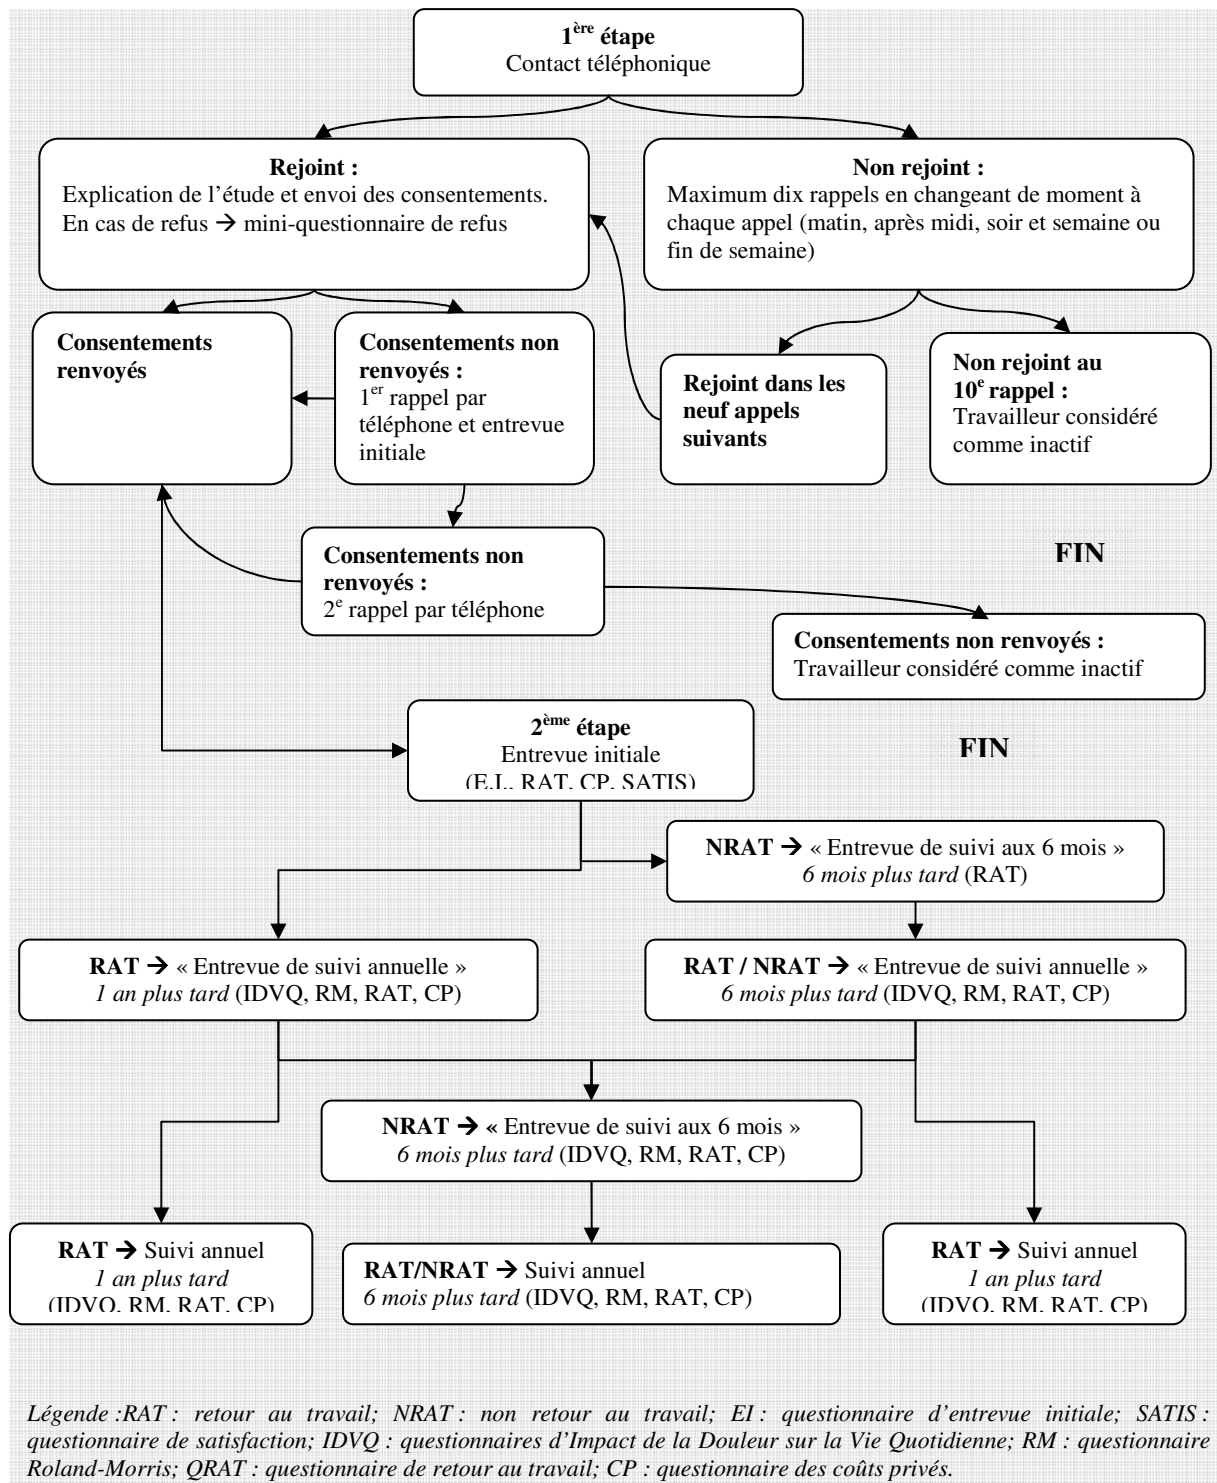 1ère étape
Contact téléphonique
Rejoint :
Explication de l'étude et envoi des consentements.
En cas de refus → mini-questionnaire de refus
Non rejoint :
Maximum dix rappels en changeant de moment à
chaque appel (matin, après midi, soir et semaine ou
fin de semaine)
Consentements
renvoyés
Consentements non
renvoyés :
1er rappel par
téléphone et entrevue
initiale
Rejoint dans les
neuf appels
suivants
Non rejoint au
10e rappel :
Travailleur considéré
comme inactif
Consentements non
renvoyés :
2e rappel par téléphone
FIN
Consentements non renvoyés :
Travailleur considéré comme inactif
2ème étape
Entrevue initiale
(E.I., RAT, CP, SATIS)
FIN
NRAT → « Entrevue de suivi aux 6 mois »
6 mois plus tard (RAT)
RAT → « Entrevue de suivi annuelle »
1 an plus tard (IDVQ, RM, RAT, CP)
RAT / NRAT → « Entrevue de suivi annuelle »
6 mois plus tard (IDVQ, RM, RAT, CP)
NRAT → « Entrevue de suivi aux 6 mois »
6 mois plus tard (IDVQ, RM, RAT, CP)
RAT → Suivi annuel
1 an plus tard
(IDVQ, RM, RAT, CP)
RAT/NRAT → Suivi annuel
6 mois plus tard (IDVQ, RM, RAT, CP)
RAT → Suivi annuel
1 an plus tard
(IDVQ, RM, RAT, CP)
Légende :RAT : retour au travail; NRAT : non retour au travail; EI : questionnaire d'entrevue initiale; SATIS :
questionnaire de satisfaction; IDVQ : questionnaires d'Impact de la Douleur sur la Vie Quotidienne; RM : questionnaire
Roland-Morris; QRAT : questionnaire de retour au travail; CP : questionnaire des coûts privés.